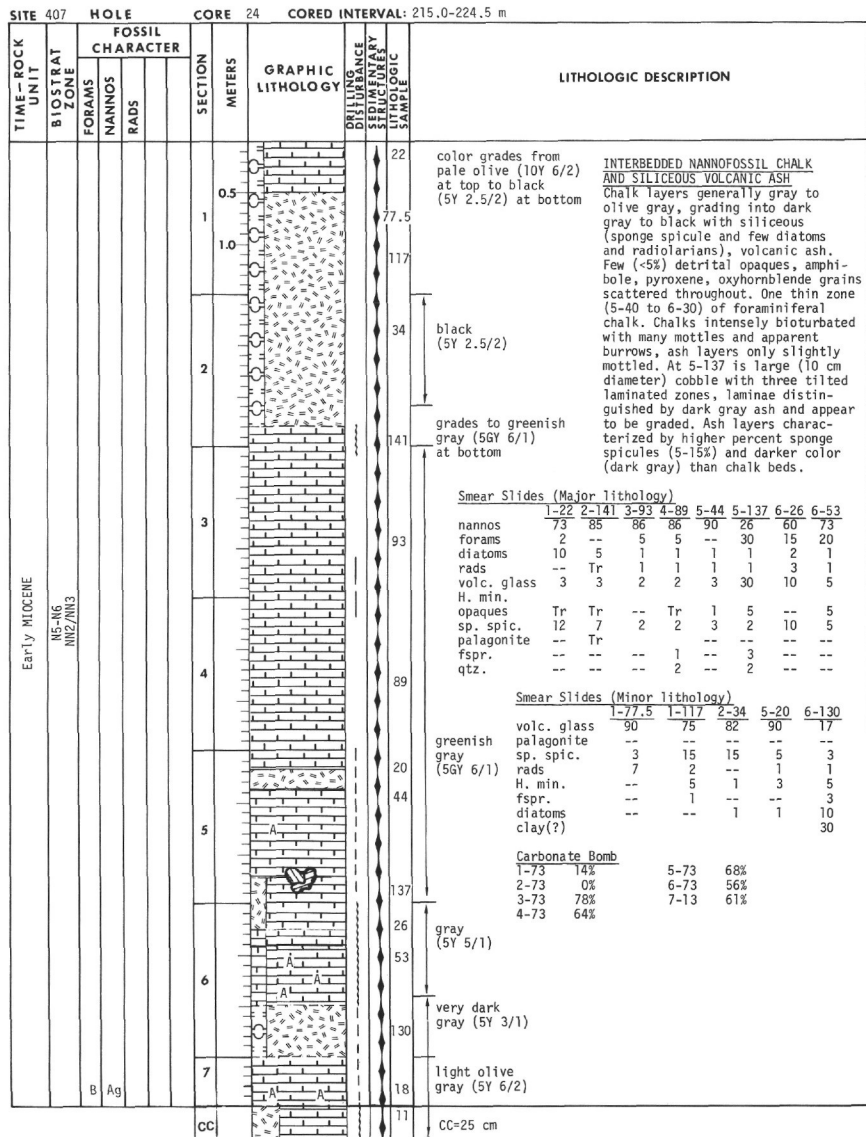 SITE 407 HOLE CORE 24 CORED INTERVAL: 215.0-224.5 m
TIME-ROCK UNIT
BIOSTRAT ZONE
FOSSIL CHARACTER
FORAMS
NANNOS
RADS
SECTION
METERS
GRAPHIC LITHOLOGY
DRILLING DISTURBANCE
SEDIMENTARY STRUCTURES
LITHOLOGIC SAMPLE
LITHOLOGIC DESCRIPTION
Early MIOCENE
N5-N6
NN2/NN3
B Ag
1
0.5
1.0
2
3
4
5
6
7
CC
A
A
A
A
A A
22
77.5
117
34
141
93
89
20
44
137
26
53
130
18
11
color grades from
pale olive (10Y 6/2)
at top to black
(5Y 2.5/2) at bottom
black
(5Y 2.5/2)
grades to greenish
gray (5GY 6/1)
at bottom
greenish
gray
(5GY 6/1)
gray
(5Y 5/1)
very dark
gray (5Y 3/1)
light olive
gray (5Y 6/2)
CC=25 cm
INTERBEDDED NANNOFOSSIL CHALK
AND SILICEOUS VOLCANIC ASH
Chalk layers generally gray to
olive gray, grading into dark
gray to black with siliceous
(sponge spicule and few diatoms
and radiolarians), volcanic ash.
Few (<5%) detrital opaques, amphi-
bole, pyroxene, oxyhornblende grains
scattered throughout. One thin zone
(5-40 to 6-30) of foraminiferal
chalk. Chalks intensely bioturbated
with many mottles and apparent
burrows, ash layers only slightly
mottled. At 5-137 is large (10 cm
diameter) cobble with three tilted
laminated zones, laminae distin-
guished by dark gray ash and appear
to be graded. Ash layers charac-
terized by higher percent sponge
spicules (5-15%) and darker color
(dark gray) than chalk beds.
Smear Slides (Major lithology)
1-22 2-141 3-93 4-89 5-44 5-137 6-26 6-53
nannos 73 85 86 86 90 26 60 73
forams 2 -- 5 5 -- 30 15 20
diatoms 10 5 1 1 1 1 2 1
rads -- Tr 1 1 1 1 3 1
volc. glass 3 3 2 2 3 30 10 5
H. min.
opaques Tr Tr -- Tr 1 5 -- 5
sp. spic. 12 7 2 2 3 2 10 5
palagonite -- Tr -- -- -- --
fspr. -- -- -- 1 -- 3 -- --
qtz. -- -- -- 2 -- 2 -- --
Smear Slides (Minor lithology)
1-77.5 1-117 2-34 5-20 6-130
volc. glass 90 75 82 90 17
palagonite -- -- -- -- --
sp. spic. 3 15 15 5 3
rads 7 2 -- 1 1
H. min. -- 5 1 3 5
fspr. -- 1 -- -- 3
diatoms -- -- 1 1 10
clay(?) 30
Carbonate Bomb
1-73 14% 5-73 68%
2-73 0% 6-73 56%
3-73 78% 7-13 61%
4-73 64%